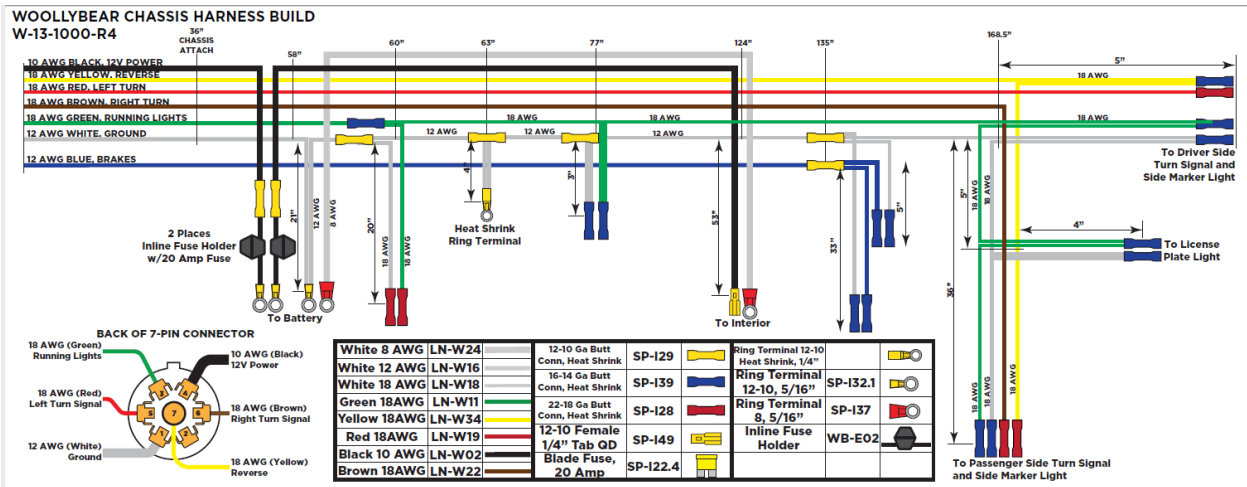 WOOLLYBEAR CHASSIS HARNESS BUILD
W-13-1000-R4
36"
CHASSIS
ATTACH
58"
60"
63"
77"
124"
135"
168.5"
5"
10 AWG BLACK, 12V POWER
18 AWG YELLOW, REVERSE
18 AWG RED, LEFT TURN
18 AWG BROWN, RIGHT TURN
18 AWG GREEN, RUNNING LIGHTS
12 AWG WHITE, GROUND
12 AWG BLUE, BRAKES
18 AWG
18 AWG
18 AWG
18 AWG
12 AWG
12 AWG
12 AWG
21"
12 AWG
8 AWG
20"
18 AWG
18 AWG
4"
3"
53"
33"
5"
36"
5"
18 AWG
18 AWG
4"
18 AWG
18 AWG
18 AWG
2 Places
Inline Fuse Holder
w/20 Amp Fuse
Heat Shrink
Ring Terminal
To Battery
To Interior
To Driver Side
Turn Signal and
Side Marker Light
To License
Plate Light
To Passenger Side Turn Signal
and Side Marker Light
BACK OF 7-PIN CONNECTOR
18 AWG (Green)
Running Lights
10 AWG (Black)
12V Power
18 AWG (Red)
Left Turn Signal
18 AWG (Brown)
Right Turn Signal
12 AWG (White)
Ground
18 AWG (Yellow)
Reverse
3
4
5
7
6
1
2
White 8 AWG LN-W24
White 12 AWG LN-W16
White 18 AWG LN-W18
Green 18AWG LN-W11
Yellow 18AWG LN-W34
Red 18AWG LN-W19
Black 10 AWG LN-W02
Brown 18AWG LN-W22
12-10 Ga Butt
Conn, Heat Shrink SP-I29
16-14 Ga Butt
Conn, Heat Shrink SP-I39
22-18 Ga Butt
Conn, Heat Shrink SP-I28
12-10 Female
1/4" Tab QD SP-I49
Blade Fuse,
20 Amp SP-I22.4
Ring Terminal 12-10
Heat Shrink, 1/4"
Ring Terminal
12-10, 5/16" SP-I32.1
Ring Terminal
8, 5/16" SP-I37
Inline Fuse
Holder WB-E02